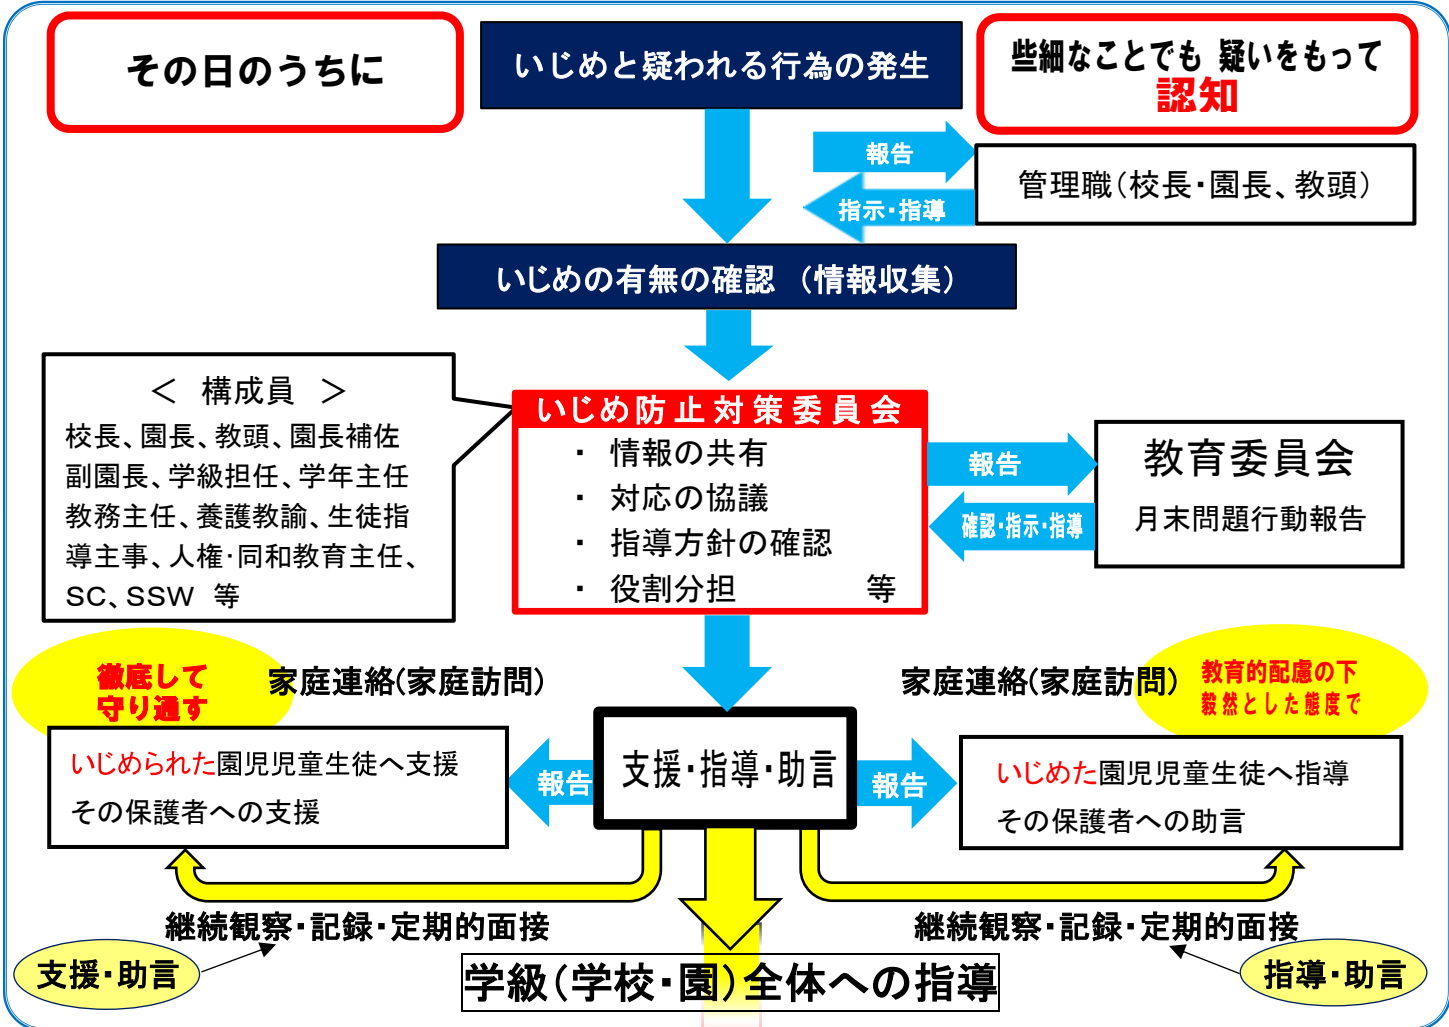 その日のうちに
いじめと疑われる行為の発生
些細なことでも 疑いをもって
認知
報告
管理職（校長・園長、教頭）
指示・指導
いじめの有無の確認 （情報収集）
＜ 構成員 ＞
校長、園長、教頭、園長補佐
副園長、学級担任、学年主任
教務主任、養護教諭、生徒指
導主事、人権・同和教育主任、
SC、SSW 等
いじめ防止対策委員会
・ 情報の共有
・ 対応の協議
・ 指導方針の確認
・ 役割分担 等
報告
確認・指示・指導
教育委員会
月末問題行動報告
徹底して
守り通す
家庭連絡(家庭訪問)
家庭連絡(家庭訪問)
教育的配慮の下
毅然とした態度で
いじめられた園児児童生徒へ支援
その保護者への支援
報告
支援・指導・助言
報告
いじめた園児児童生徒へ指導
その保護者への助言
継続観察・記録・定期的面接
継続観察・記録・定期的面接
支援・助言
学級（学校・園）全体への指導
指導・助言